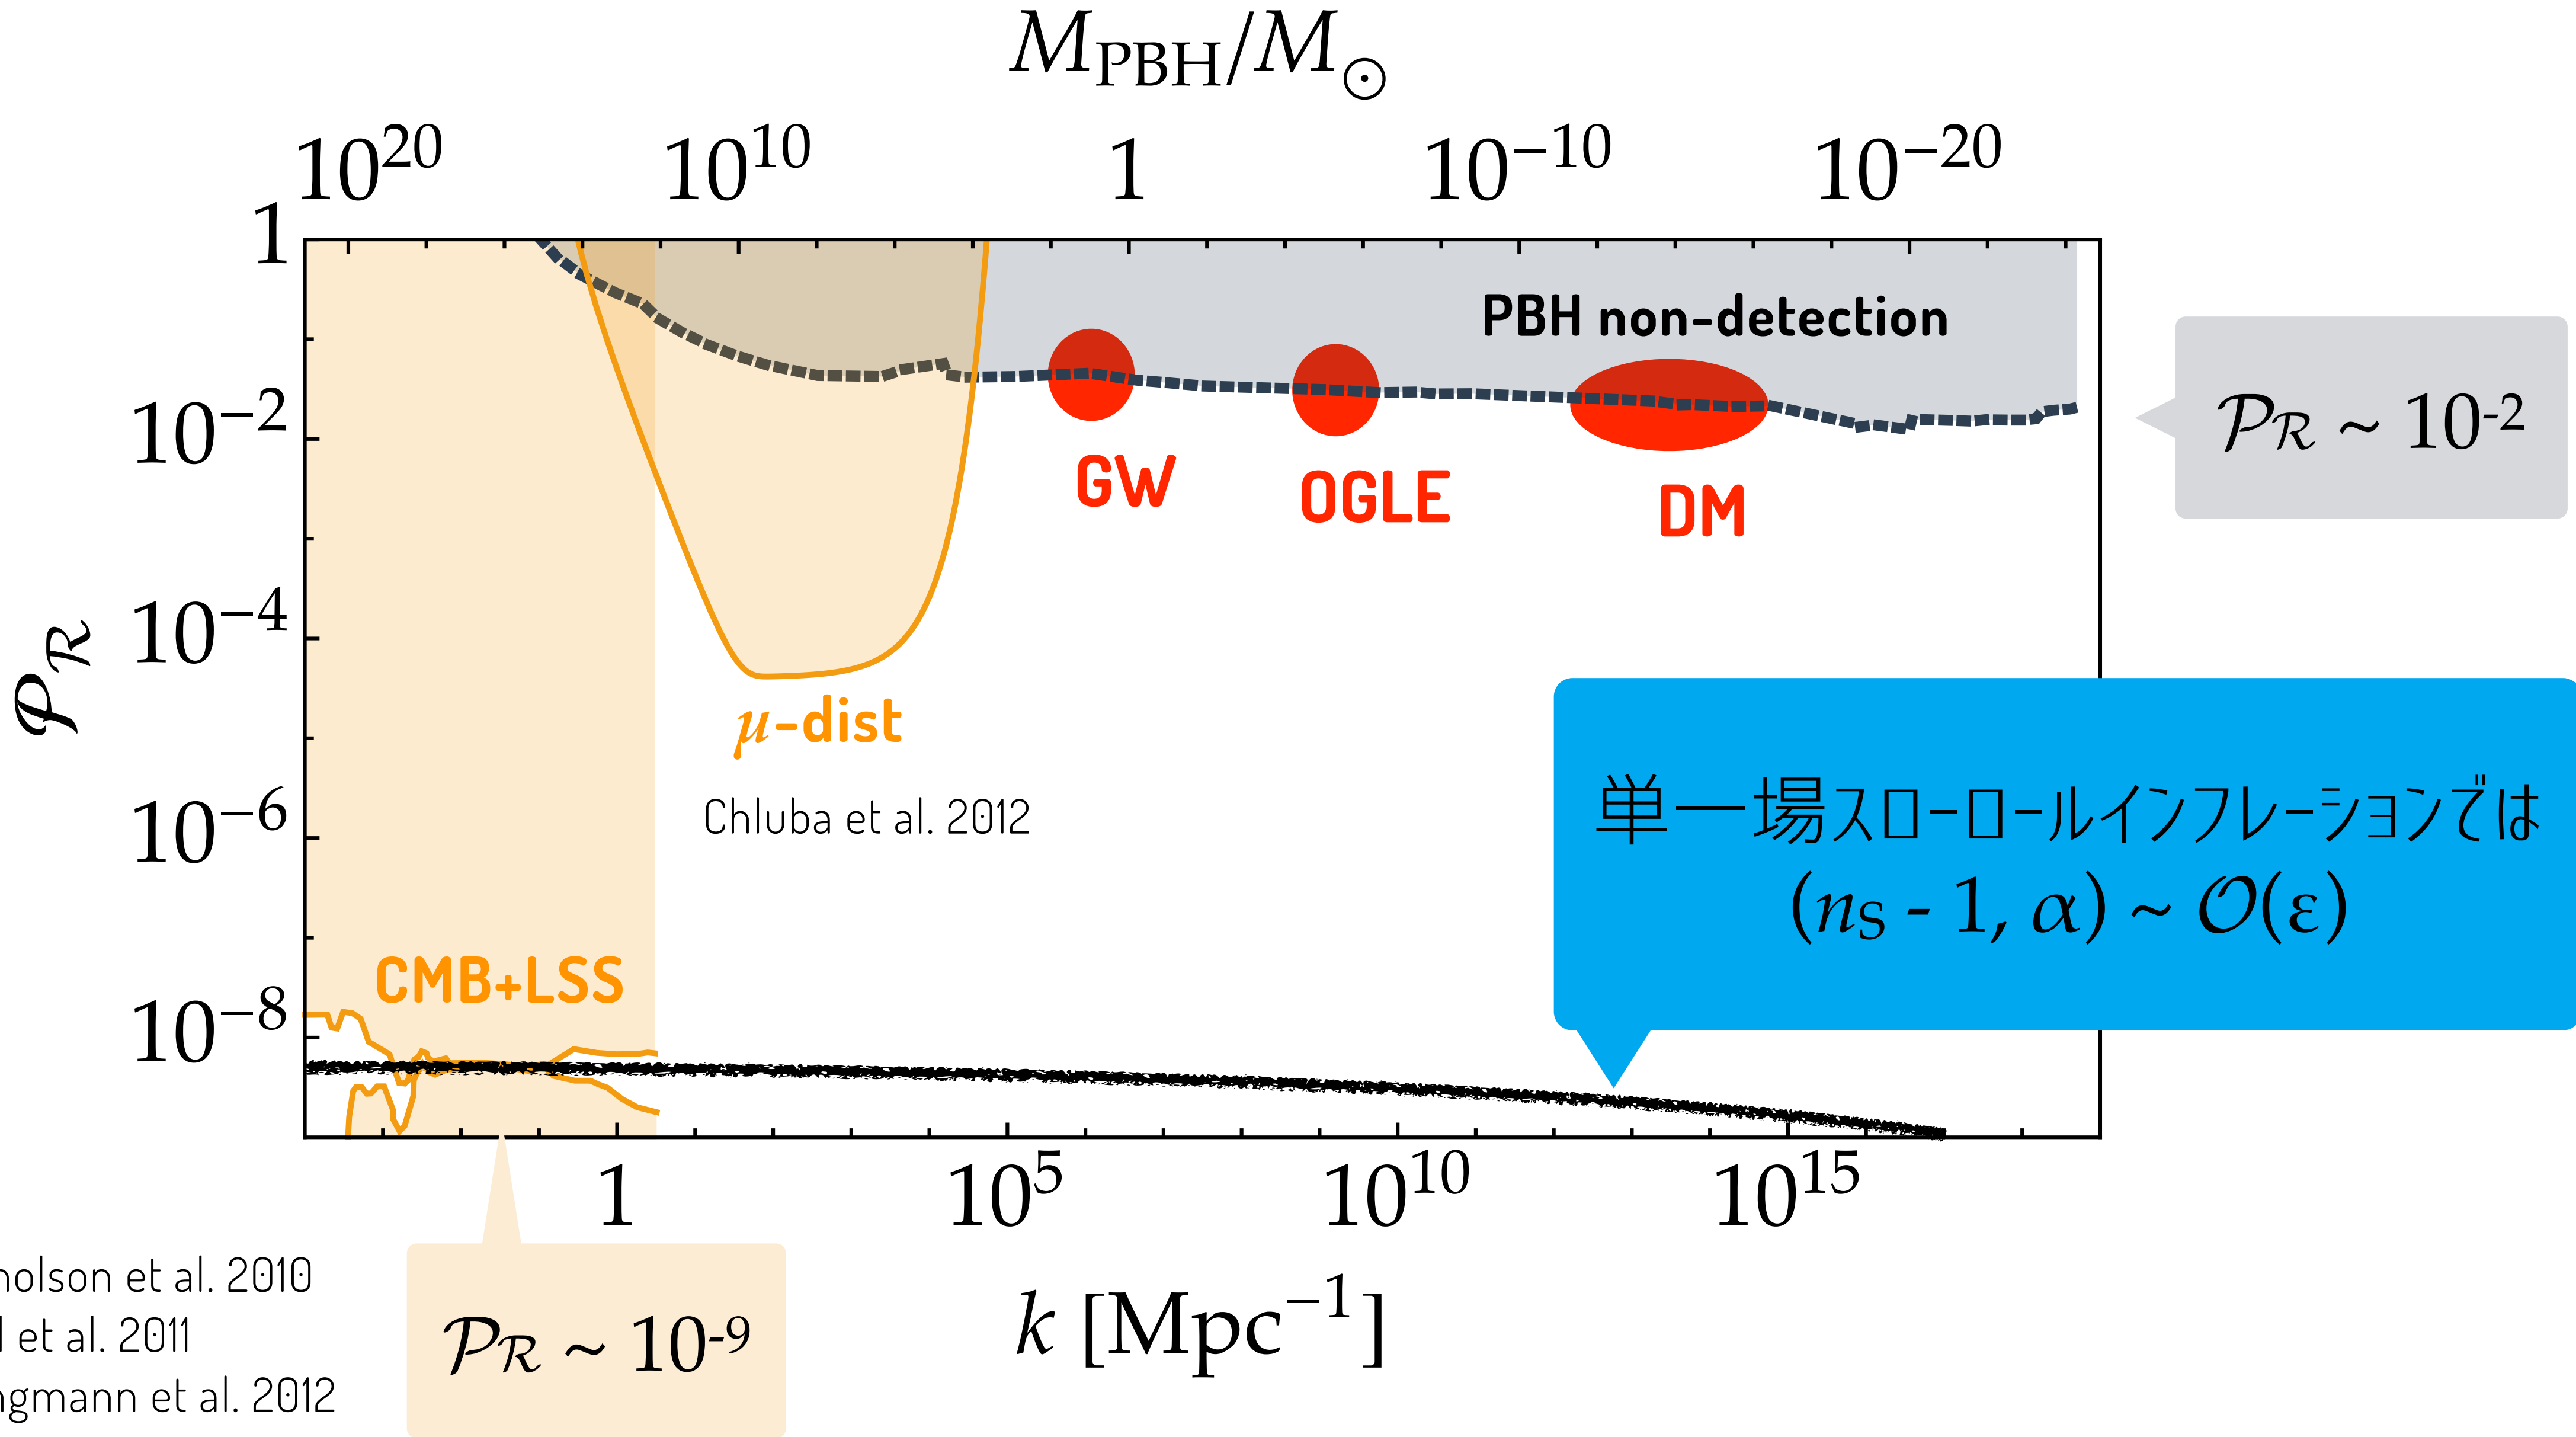 M_PBH/M_⊙
10^20 10^10 1 10^−10 10^−20
1
10^−2
10^−4
10^−6
10^−8
𝒫_ℛ
PBH non-detection
𝒫_ℛ ~ 10^-2
GW
OGLE
DM
μ-dist
Chluba et al. 2012
単一場スローロールインフレーションでは
(n_S - 1, α) ~ 𝒪(ε)
CMB+LSS
1 10^5 10^10 10^15
k [Mpc^−1]
𝒫_ℛ ~ 10^-9
et al. 2010
et al. 2011
et al. 2012